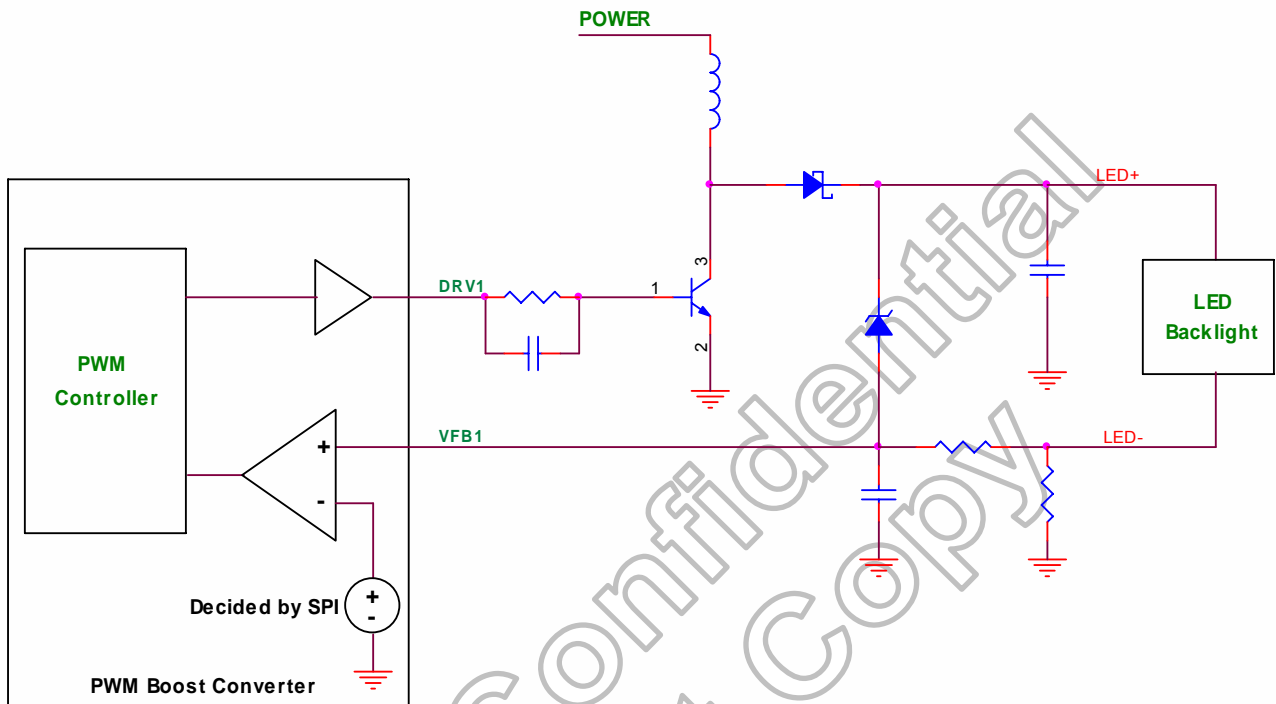 POWER
LED+
3
DRV1
1
LED
Backlight
2
PWM
Controller
VFB1
LED-
+
-
Decided by SPI
+
-
PWM Boost Converter
Confidential
Copy